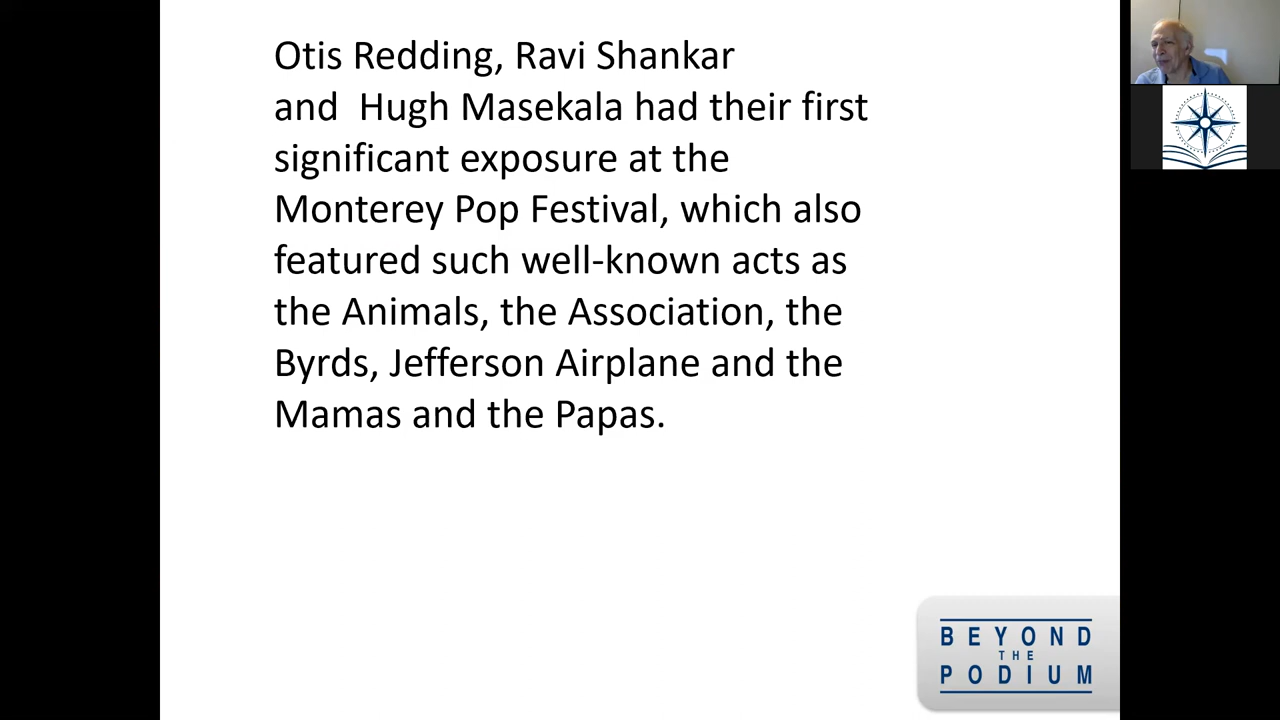 Otis Redding, Ravi Shankar
and  Hugh Masekala had their first
significant exposure at the
Monterey Pop Festival, which also
featured such well-known acts as
the Animals, the Association, the
Byrds, Jefferson Airplane and the
Mamas and the Papas.
BEYOND
THE
PODIUM